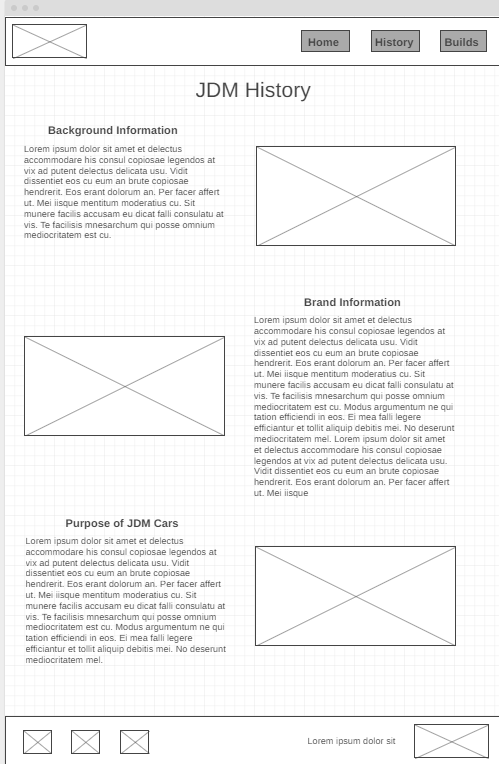 Home
History
Builds
JDM History
Background Information
Lorem ipsum dolor sit amet et delectus
accommodare his consul copiosae legendos at
vix ad putent delectus delicata usu. Vidit
dissentiet eos cu eum an brute copiosae
hendrerit. Eos erant dolorum an. Per facer affert
ut. Mei iisque mentitum moderatius cu. Sit
munere facilis accusam eu dicat falli consulatu at
vis. Te facilisis mnesarchum qui posse omnium
mediocritatem est cu.
Brand Information
Lorem ipsum dolor sit amet et delectus
accommodare his consul copiosae legendos at
vix ad putent delectus delicata usu. Vidit
dissentiet eos cu eum an brute copiosae
hendrerit. Eos erant dolorum an. Per facer affert
ut. Mei iisque mentitum moderatius cu. Sit
munere facilis accusam eu dicat falli consulatu at
vis. Te facilisis mnesarchum qui posse omnium
mediocritatem est cu. Modus argumentum ne qui
tation efficiendi in eos. Ei mea falli legere
efficiantur et tollit aliquip debitis mei. No deserunt
mediocritatem mel. Lorem ipsum dolor sit amet
et delectus accommodare his consul copiosae
legendos at vix ad putent delectus delicata usu.
Vidit dissentiet eos cu eum an brute copiosae
hendrerit. Eos erant dolorum an. Per facer affert
ut. Mei iisque
Purpose of JDM Cars
Lorem ipsum dolor sit amet et delectus
accommodare his consul copiosae legendos at
vix ad putent delectus delicata usu. Vidit
dissentiet eos cu eum an brute copiosae
hendrerit. Eos erant dolorum an. Per facer affert
ut. Mei iisque mentitum moderatius cu. Sit
munere facilis accusam eu dicat falli consulatu at
vis. Te facilisis mnesarchum qui posse omnium
mediocritatem est cu. Modus argumentum ne qui
tation efficiendi in eos. Ei mea falli legere
efficiantur et tollit aliquip debitis mei. No deserunt
mediocritatem mel.
Lorem ipsum dolor sit